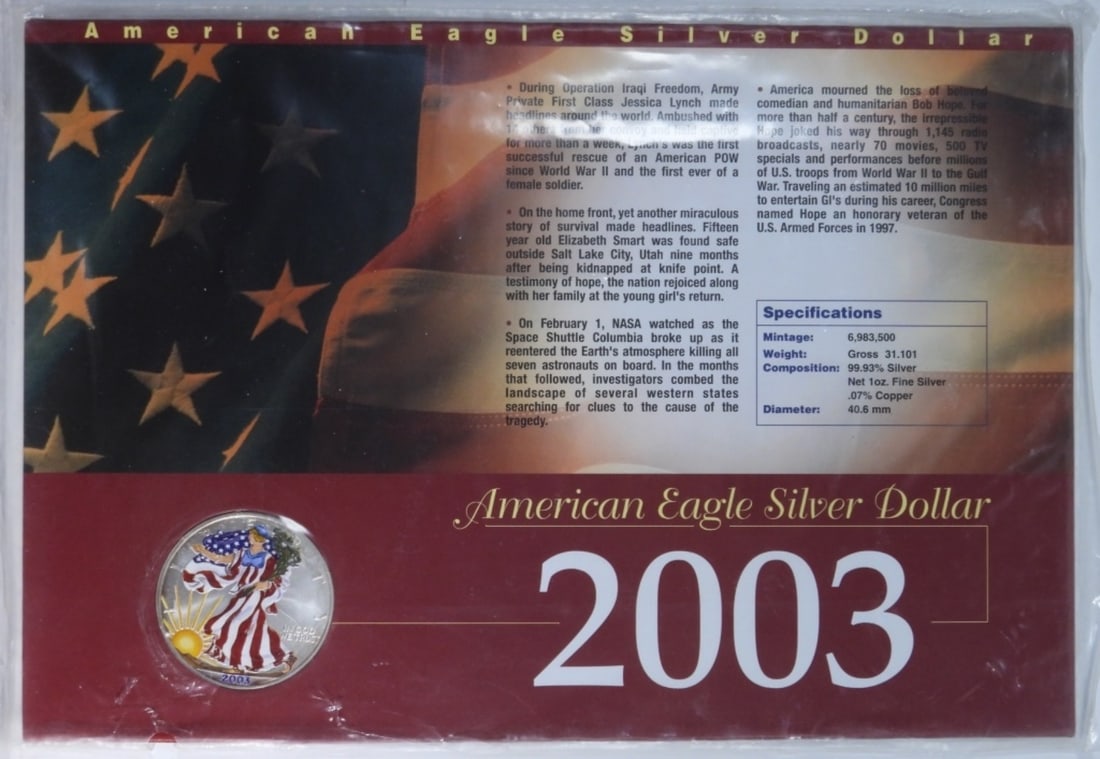 American Eagle Silver Dollar
• During Operation Iraqi Freedom, Army
Private First Class Jessica Lynch made
headlines around the world. Ambushed with
her convoy and held captive
for more than a week, Lynch's was the first
successful rescue of an American POW
since World War II and the first ever of a
female soldier.
• On the home front, yet another miraculous
story of survival made headlines. Fifteen
year old Elizabeth Smart was found safe
outside Salt Lake City, Utah nine months
after being kidnapped at knife point. A
testimony of hope, the nation rejoiced along
with her family at the young girl's return.
• On February 1, NASA watched as the
Space Shuttle Columbia broke up as it
reentered the Earth's atmosphere killing all
seven astronauts on board. In the months
that followed, investigators combed the
landscape of several western states
searching for clues to the cause of the
tragedy.
• America mourned the loss of beloved
comedian and humanitarian Bob Hope. For
more than half a century, the irrepressible
Hope joked his way through 1,145 radio
broadcasts, nearly 70 movies, 500 TV
specials and performances before millions
of U.S. troops from World War II to the Gulf
War. Traveling an estimated 10 million miles
to entertain GI's during his career, Congress
named Hope an honorary veteran of the
U.S. Armed Forces in 1997.
Specifications
Mintage: 6,983,500
Weight: Gross 31.101
Composition: 99.93% Silver
Net 1oz. Fine Silver
.07% Copper
Diameter: 40.6 mm
American Eagle Silver Dollar
2003
IN GOD
WE TRUST
2003